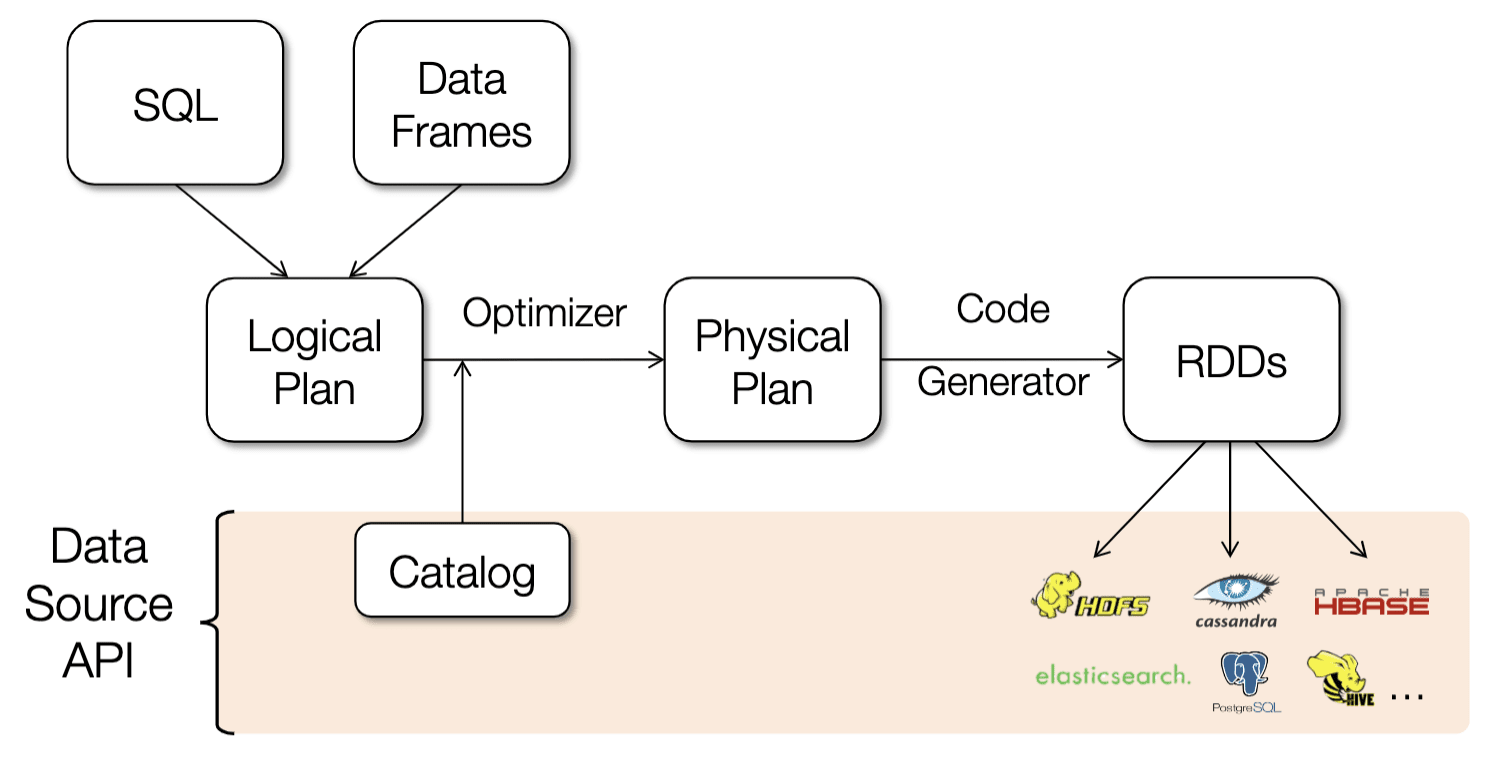 SQL
Data
Frames
Logical
Plan
Optimizer
Physical
Plan
Code
Generator
RDDs
Data
Source
API
Catalog
HDFS
cassandra
APACHE
HBASE
elasticsearch.
PostgreSQL
HIVE
...